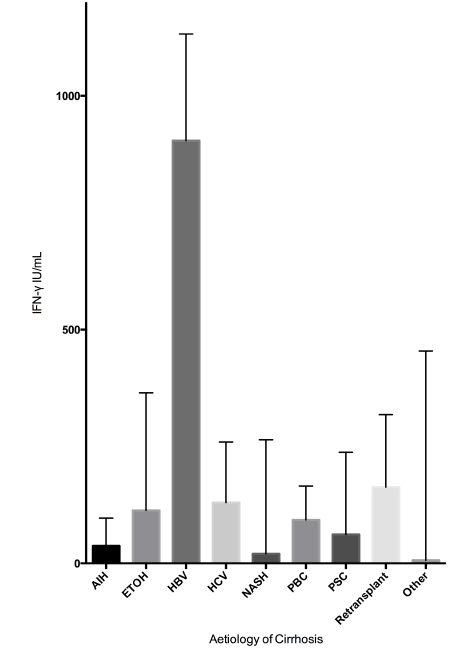 1000
500
0
IFN-γ IU/mL
AIH
ETOH
HBV
HCV
NASH
PBC
PSC
Retransplant
Other
Aetiology of Cirrhosis